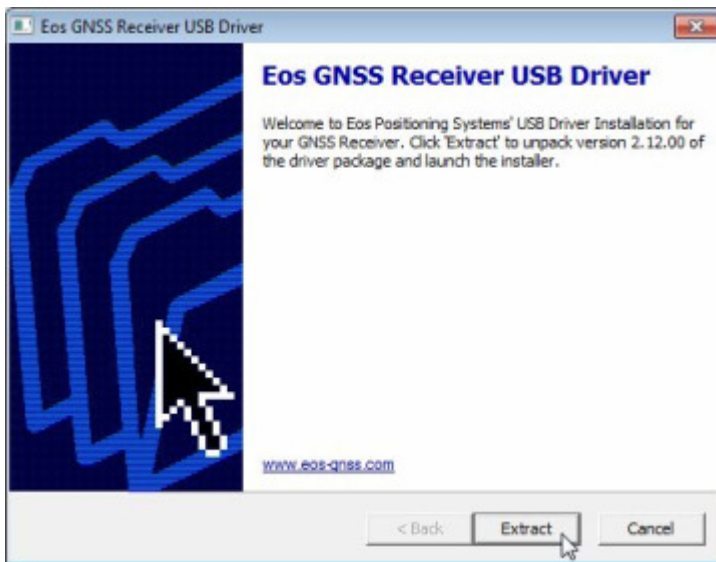 Eos GNSS Receiver USB Driver
Eos GNSS Receiver USB Driver
Welcome to Eos Positioning Systems' USB Driver Installation for
your GNSS Receiver. Click 'Extract' to unpack version 2.12.00 of
the driver package and launch the installer.
www.eos-gnss.com
< Back
Extract
Cancel